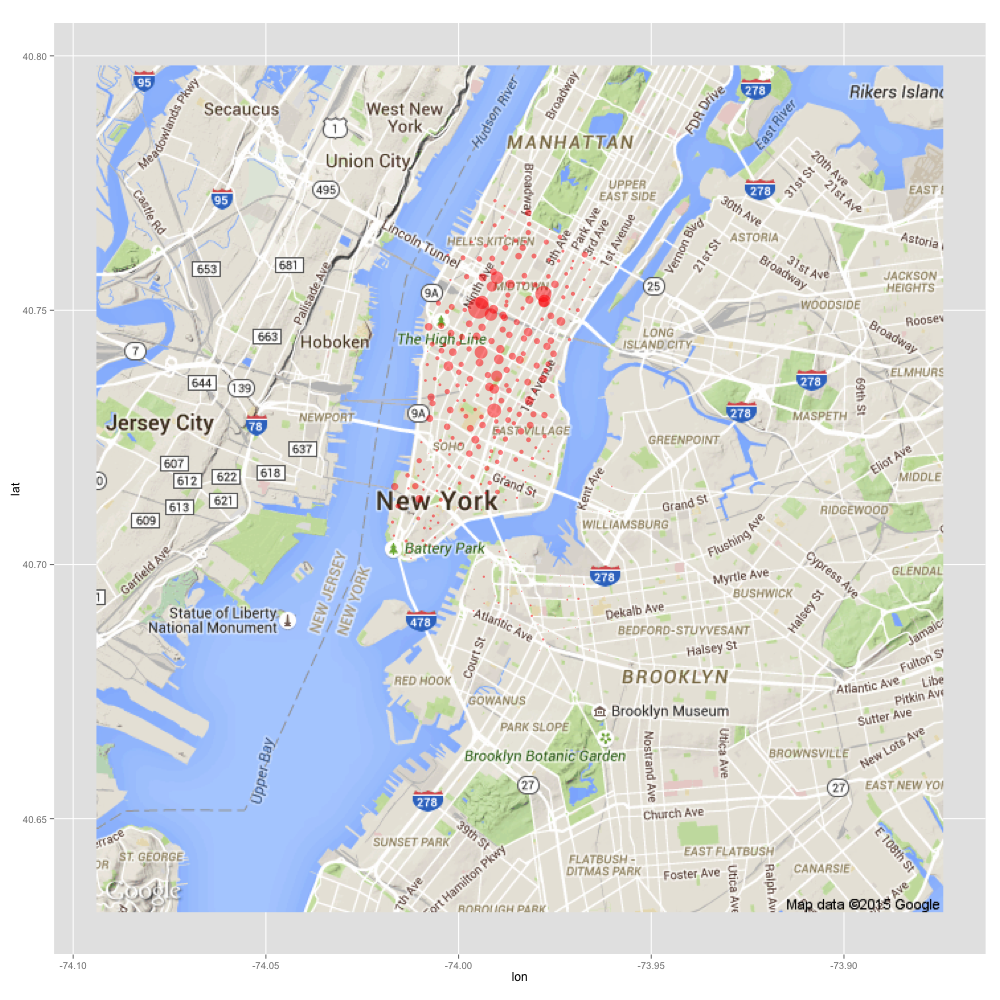 40.80
40.75
40.70
40.65
lat
-74.10
-74.05
-74.00
-73.95
-73.90
lon
95
Secaucus
West New
York
1
Meadowlands Pkwy
Union City
495
95
Castle Rd
Hudson River
Broadway
MANHATTAN
FDR Drive
278
East River
Rikers Islanc
UPPER
EAST SIDE
278
20th Ave
21st Ave
31st St
30th Ave
Vernon Blvd
21st St
ASTORIA
EAST E
Astoria
31st Ave
Broadway
Lincoln Tunnel
HELL'S KITCHEN
Broadway
5th Ave
Park Ave
3rd Ave
1st Avenue
653
681
Palisade Ave
9A
Ninth Ave
MIDTOWN
25
JACKSON
HEIGHTS
WOODSIDE
Roosev
Broadway
663
Hoboken
The High Line
LONG
ISLAND CITY
7
644
139
278
ELMHURS
69th St
MASPETH
278
Jersey City
78
NEWPORT
9A
1st Avenue
EAST VILLAGE
SOHO
GREENPOINT
637
607
612
622
618
613
621
609
0
Grand St
New York
Kent Ave
Grand St
WILLIAMSBURG
Eliot Ave
MIDDLE
RIDGEWOOD
Flushing Ave
Battery Park
Garfield Ave
1
NEW JERSEY
NEW YORK
278
Myrtle Ave
BUSHWICK
Cypress Ave
GLENDAL
Halsey St
Statue of Liberty
National Monument
478
Atlantic Ave
Court St
Dekalb Ave
BEDFORD-STUYVESANT
Halsey St
Jamaic
Fulton St
RED HOOK
GOWANUS
BROOKLYN
Atlantic Ave
Libe
Pitkin Ave
Sutter Ave
PARK SLOPE
Brooklyn Museum
Brooklyn Botanic Garden
Nostrand Ave
Utica Ave
BROWNSVILLE
New Lots Ave
Upper Bay
278
27
27
EAST NEW YOR
Church Ave
39th St
SUNSET PARK
E 108th St
errace
ST. GEORGE
OR
FLATBUSH -
DITMAS PARK
EAST FLATBUSH
Foster Ave
CANARSIE
7th Ave
ort Hamilton Pkwy
Utica Ave
Ralph A
s Ave
BOROUGH PARK
Google
Map data ©2015 Google